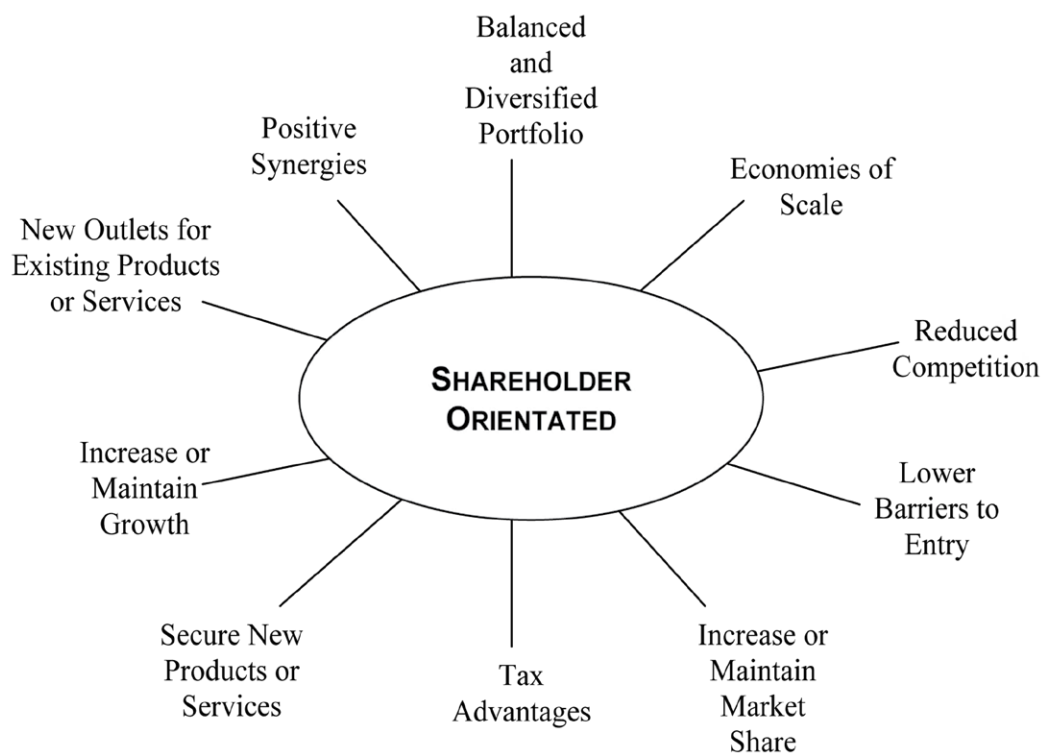 Balanced
and
Diversified
Portfolio
Positive
Synergies
Economies of
Scale
New Outlets for
Existing Products
or Services
Reduced
Competition
SHAREHOLDER
ORIENTATED
Increase or
Maintain
Growth
Lower
Barriers to
Entry
Secure New
Products or
Services
Tax
Advantages
Increase or
Maintain
Market
Share